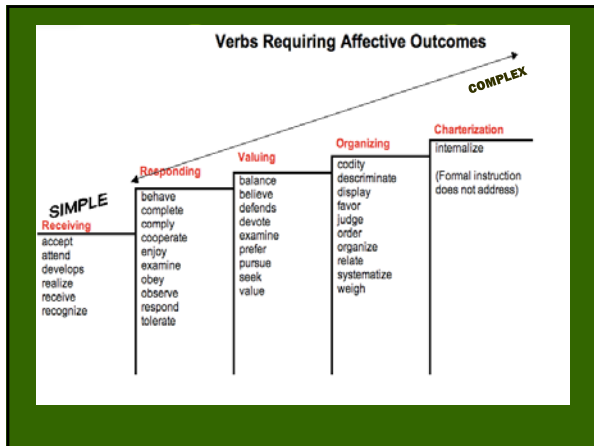 Verbs Requiring Affective Outcomes
COMPLEX
SIMPLE
Receiving
accept
attend
develops
realize
receive
recognize
Responding
behave
complete
comply
cooperate
enjoy
examine
obey
observe
respond
tolerate
Valuing
balance
believe
defends
devote
examine
prefer
pursue
seek
value
Organizing
codity
descriminate
display
favor
judge
order
organize
relate
systematize
weigh
Charterization
internalize
(Formal instruction
does not address)